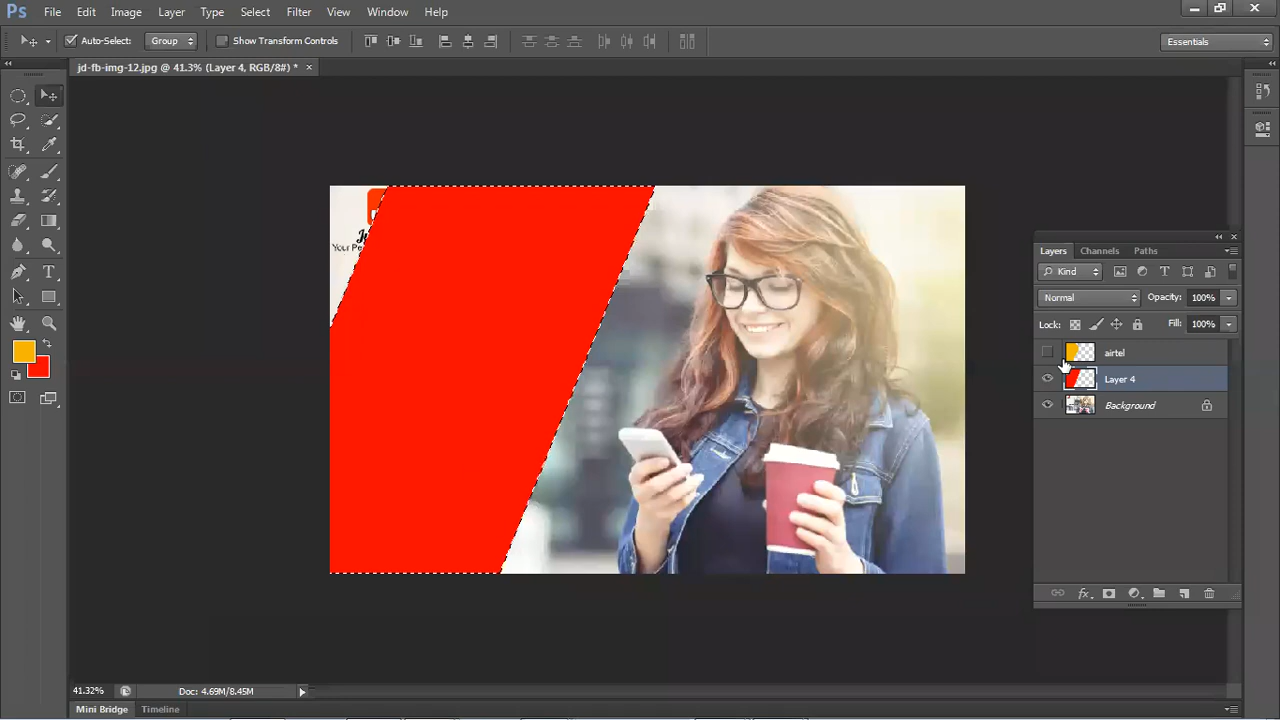 Ps File Edit Image Layer Type Select Filter View Window Help
Auto-Select: Group Show Transform Controls Essentials
jd-fb-img-12.jpg @ 41.3% (Layer 4, RGB/8#) * ×
Your
Layers Channels Paths
Kind
Normal Opacity: 100%
Lock: Fill: 100%
airtel
Layer 4
Background
41.32% Doc: 4.69M/8.45M
Mini Bridge Timeline